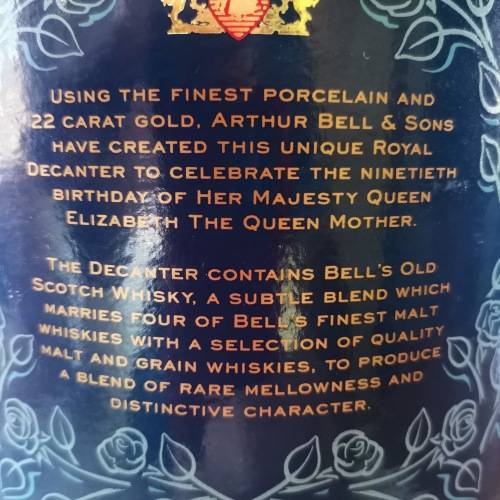 Using the finest porcelain and
22 carat gold, Arthur Bell & Sons
have created this unique Royal
Decanter to celebrate the ninetieth
birthday of Her Majesty Queen
Elizabeth The Queen Mother.
The Decanter contains Bell's Old
Scotch Whisky, a subtle blend which
marries four of Bell's finest malt
whiskies with a selection of quality
malt and grain whiskies, to produce
a blend of rare mellowness and
distinctive character.